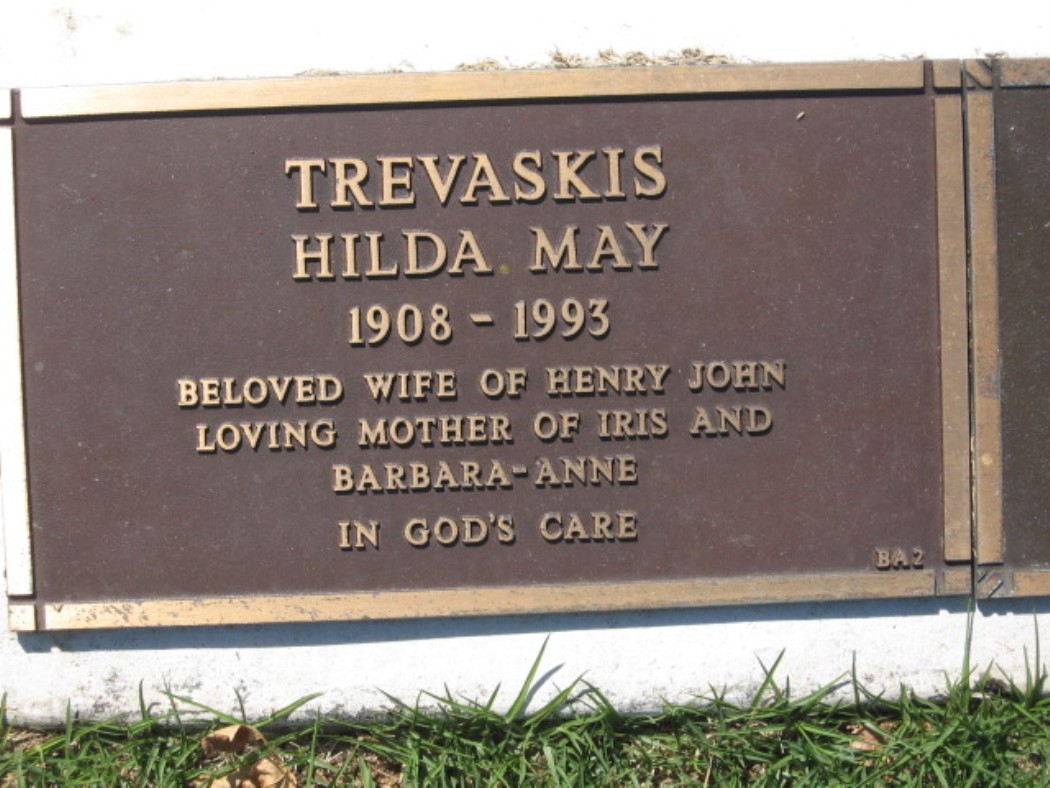 TREVASKIS
HILDA MAY
1908 - 1993
BELOVED WIFE OF HENRY JOHN
LOVING MOTHER OF IRIS AND
BARBARA-ANNE
IN GOD'S CARE
BA2